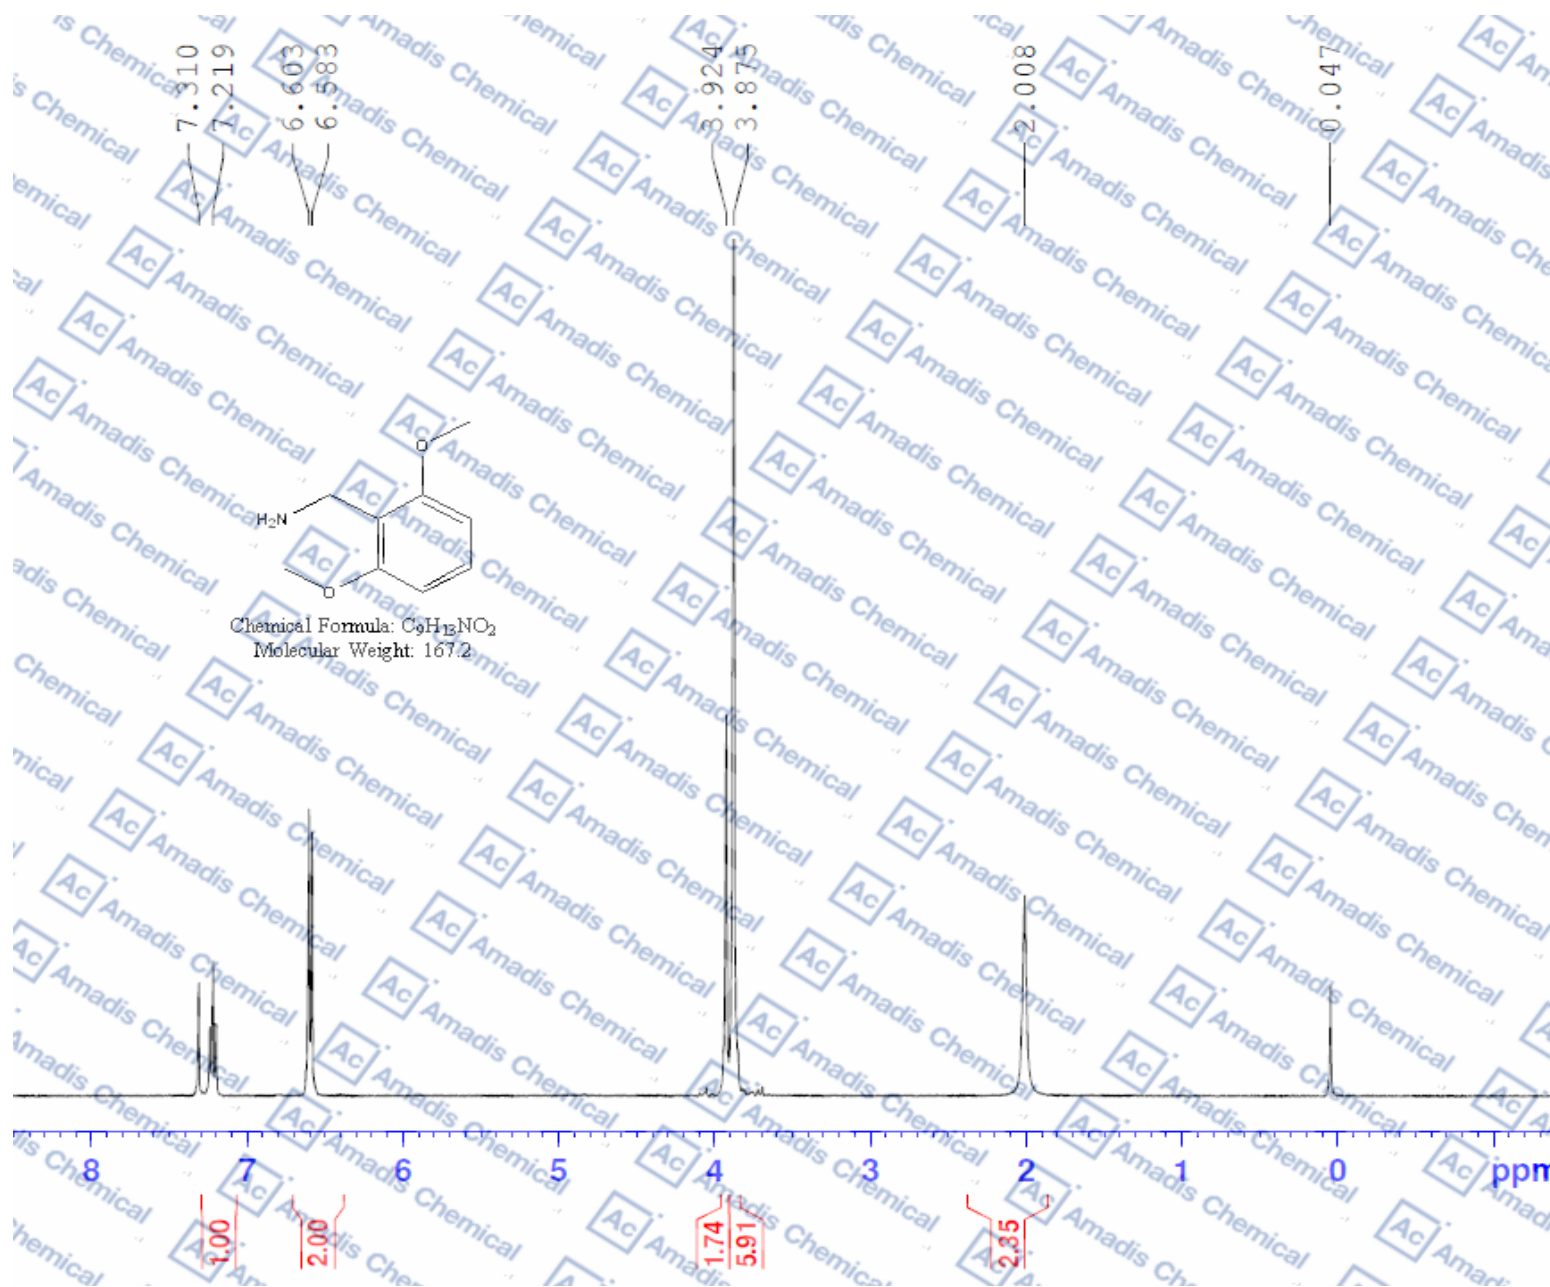 7.310
7.219
6.603
6.583
3.924
3.875
2.008
0.047
O
H₂N
O
Chemical Formula: C₉H₁₃NO₂
Molecular Weight: 167.2
8 7 6 5 4 3 2 1 0 ppm
1.00
2.00
1.74
5.91
2.35
Ac Amadis Chemical